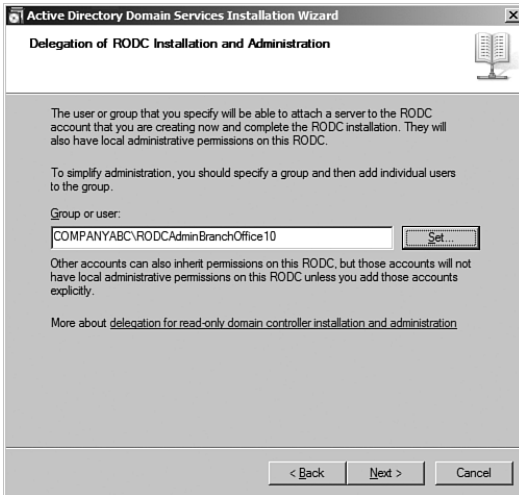 Active Directory Domain Services Installation Wizard
Delegation of RODC Installation and Administration
The user or group that you specify will be able to attach a server to the RODC
account that you are creating now and complete the RODC installation. They will
also have local administrative permissions on this RODC.
To simplify administration, you should specify a group and then add individual users
to the group.
Group or user:
COMPANYABC\RODCAdminBranchOffice10
Set...
Other accounts can also inherit permissions on this RODC, but those accounts will not
have local administrative permissions on this RODC unless you add those accounts
explicitly.
More about delegation for read-only domain controller installation and administration
< Back
Next >
Cancel